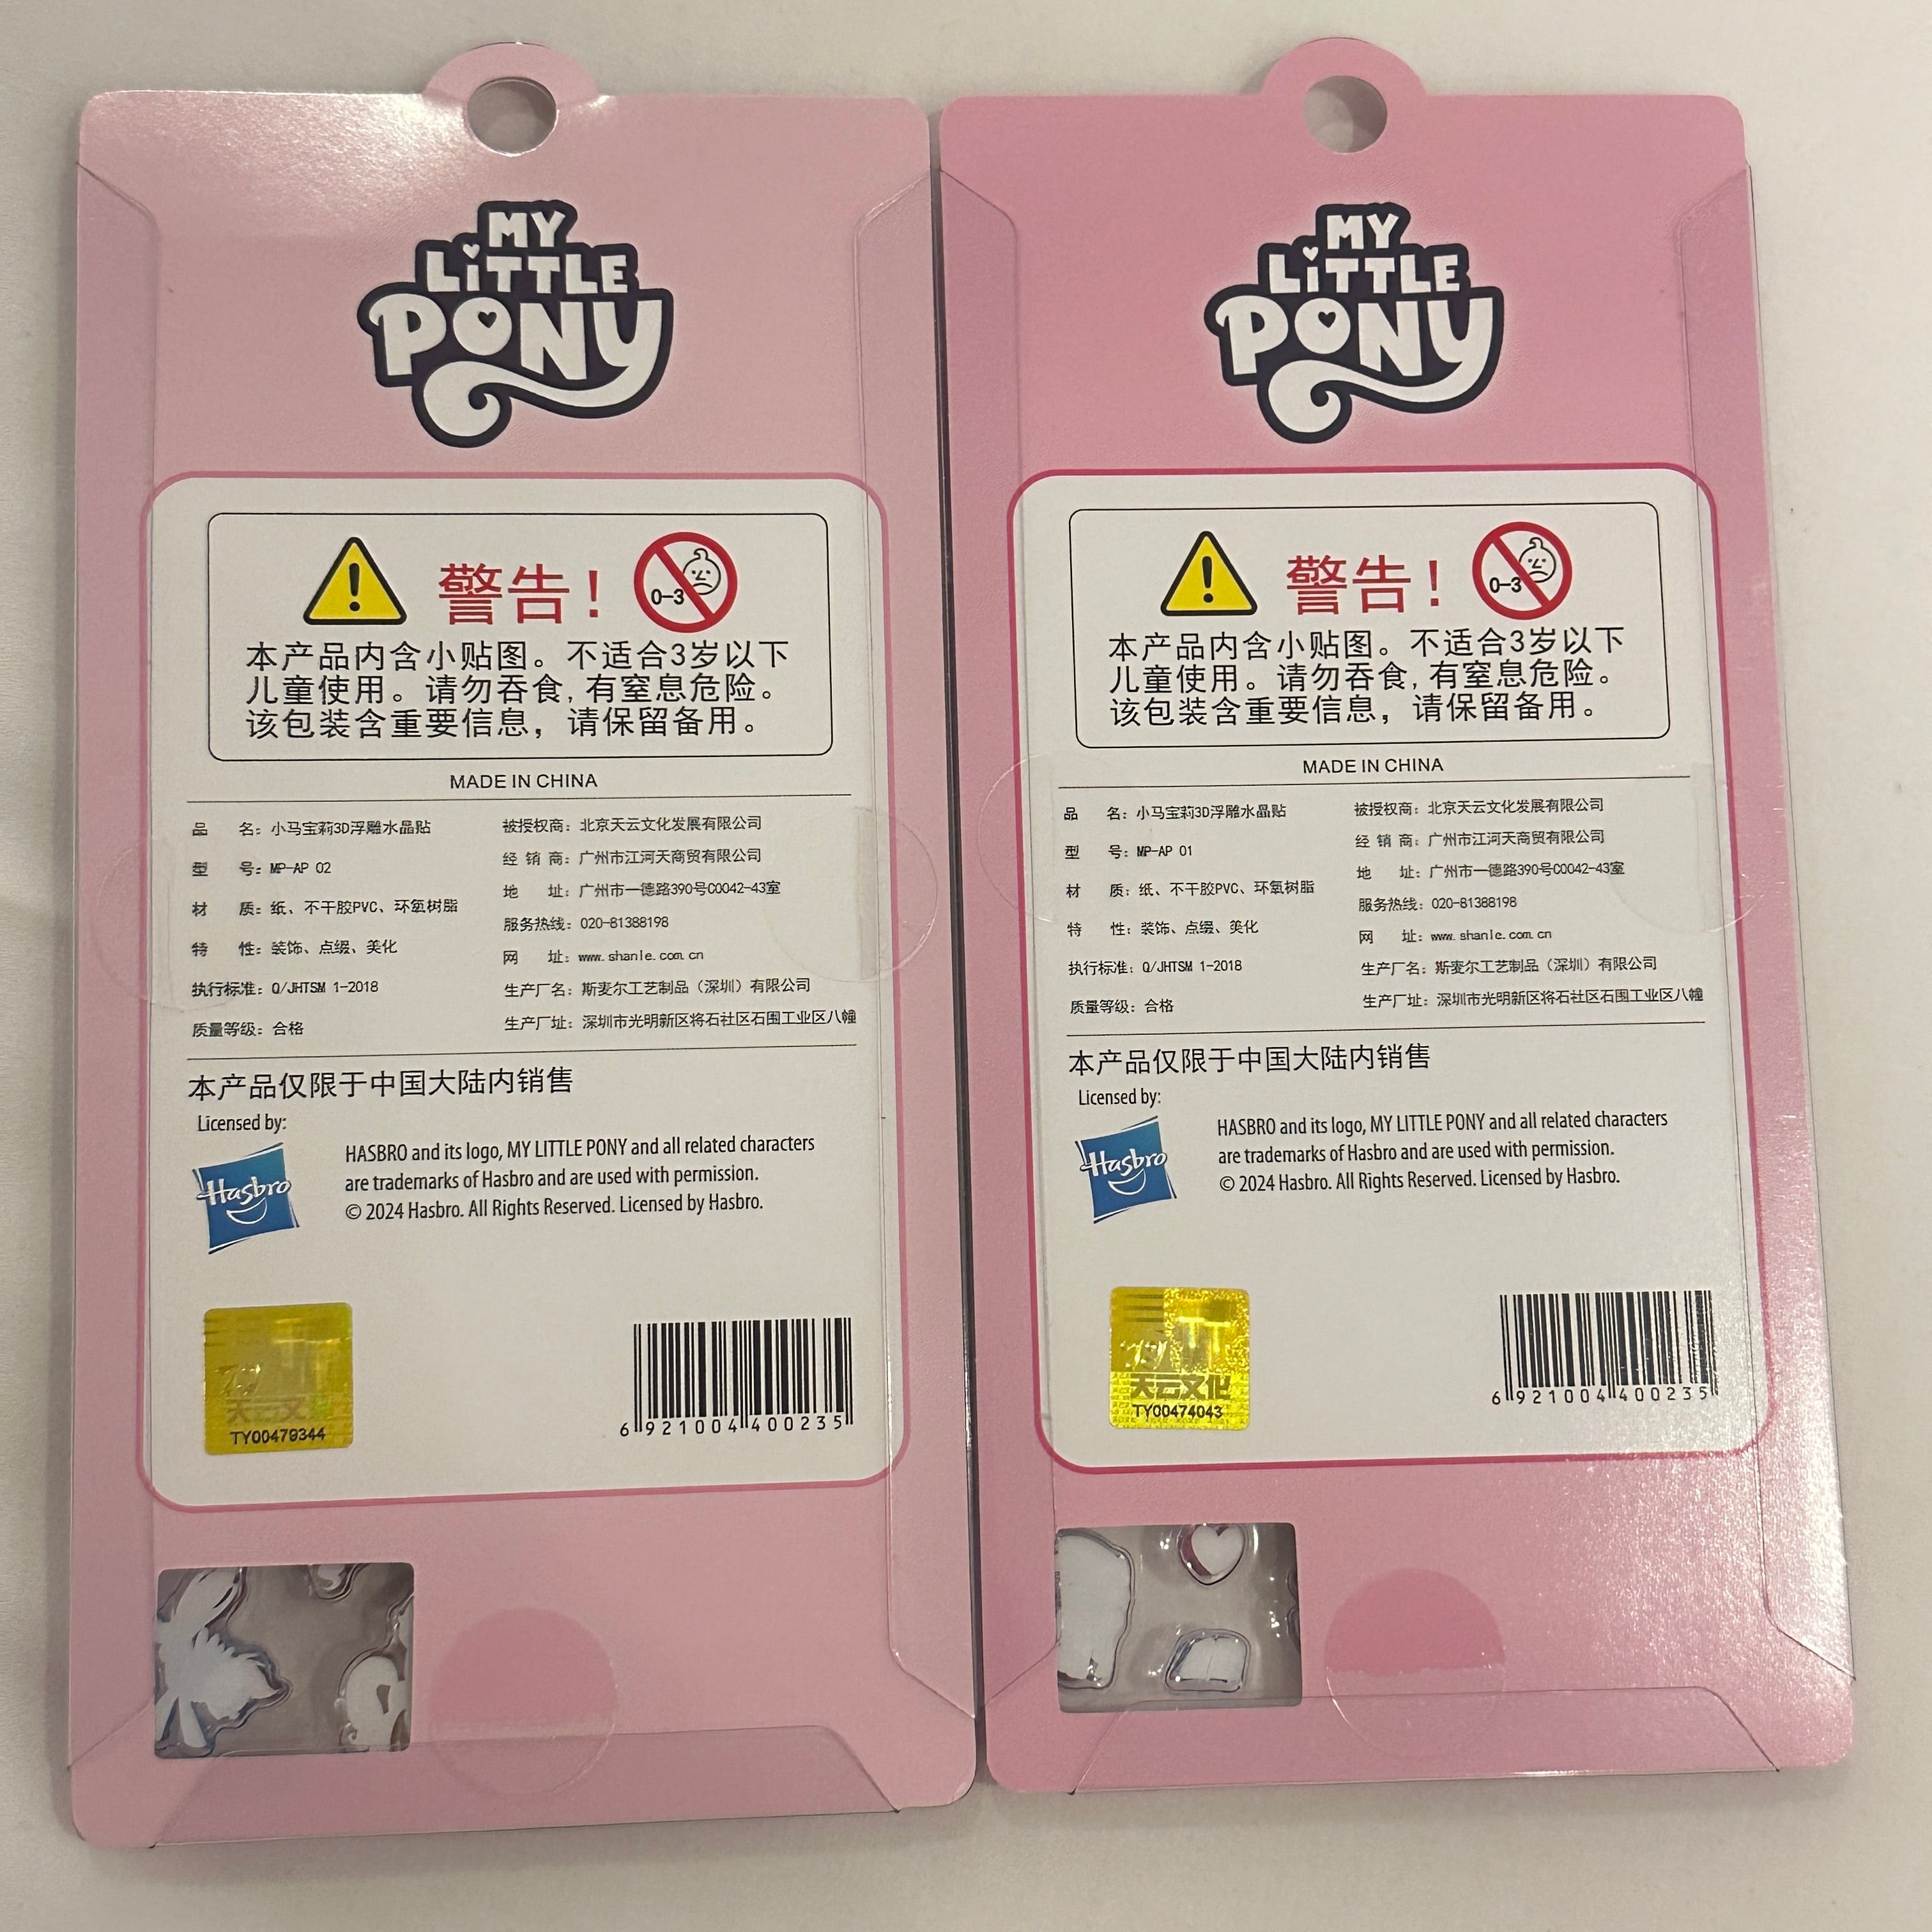 MY
LiTTLE
PONY
警告！
0-3
本产品内含小贴图。不适合3岁以下
儿童使用。请勿吞食,有窒息危险。
该包装含重要信息，请保留备用。
MADE IN CHINA
品 名：小马宝莉3D浮雕水晶贴
型 号：MP-AP 02
材 质：纸、不干胶PVC、环氧树脂
特 性：装饰、点缀、美化
执行标准：Q/JHTSM 1-2018
质量等级：合格
被授权商：北京天云文化发展有限公司
经 销 商：广州市江河天商贸有限公司
地 址：广州市一德路390号C0042-43室
服务热线：020-81388198
网 址：www.shanle.com.cn
生产厂名：斯麦尔工艺制品（深圳）有限公司
生产厂址：深圳市光明新区将石社区石围工业区八幢
本产品仅限于中国大陆内销售
Licensed by:
Hasbro
HASBRO and its logo, MY LITTLE PONY and all related characters
are trademarks of Hasbro and are used with permission.
© 2024 Hasbro. All Rights Reserved. Licensed by Hasbro.
天云文
TY00479344
6 921004 400235
MY
LiTTLE
PONY
警告！
0-3
本产品内含小贴图。不适合3岁以下
儿童使用。请勿吞食,有窒息危险。
该包装含重要信息，请保留备用。
MADE IN CHINA
品 名：小马宝莉3D浮雕水晶贴
型 号：MP-AP 01
材 质：纸、不干胶PVC、环氧树脂
特 性：装饰、点缀、美化
执行标准：Q/JHTSM 1-2018
质量等级：合格
被授权商：北京天云文化发展有限公司
经 销 商：广州市江河天商贸有限公司
地 址：广州市一德路390号C0042-43室
服务热线：020-81388198
网 址：www.shanle.com.cn
生产厂名：斯麦尔工艺制品（深圳）有限公司
生产厂址：深圳市光明新区将石社区石围工业区八幢
本产品仅限于中国大陆内销售
Licensed by:
Hasbro
HASBRO and its logo, MY LITTLE PONY and all related characters
are trademarks of Hasbro and are used with permission.
© 2024 Hasbro. All Rights Reserved. Licensed by Hasbro.
天云文化
TY00474043
6 921004 400235